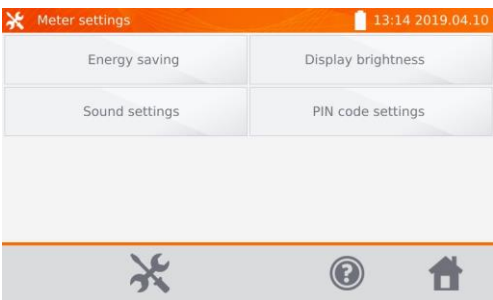 Meter settings 13:14 2019.04.10
Energy saving Display brightness
Sound settings PIN code settings
?